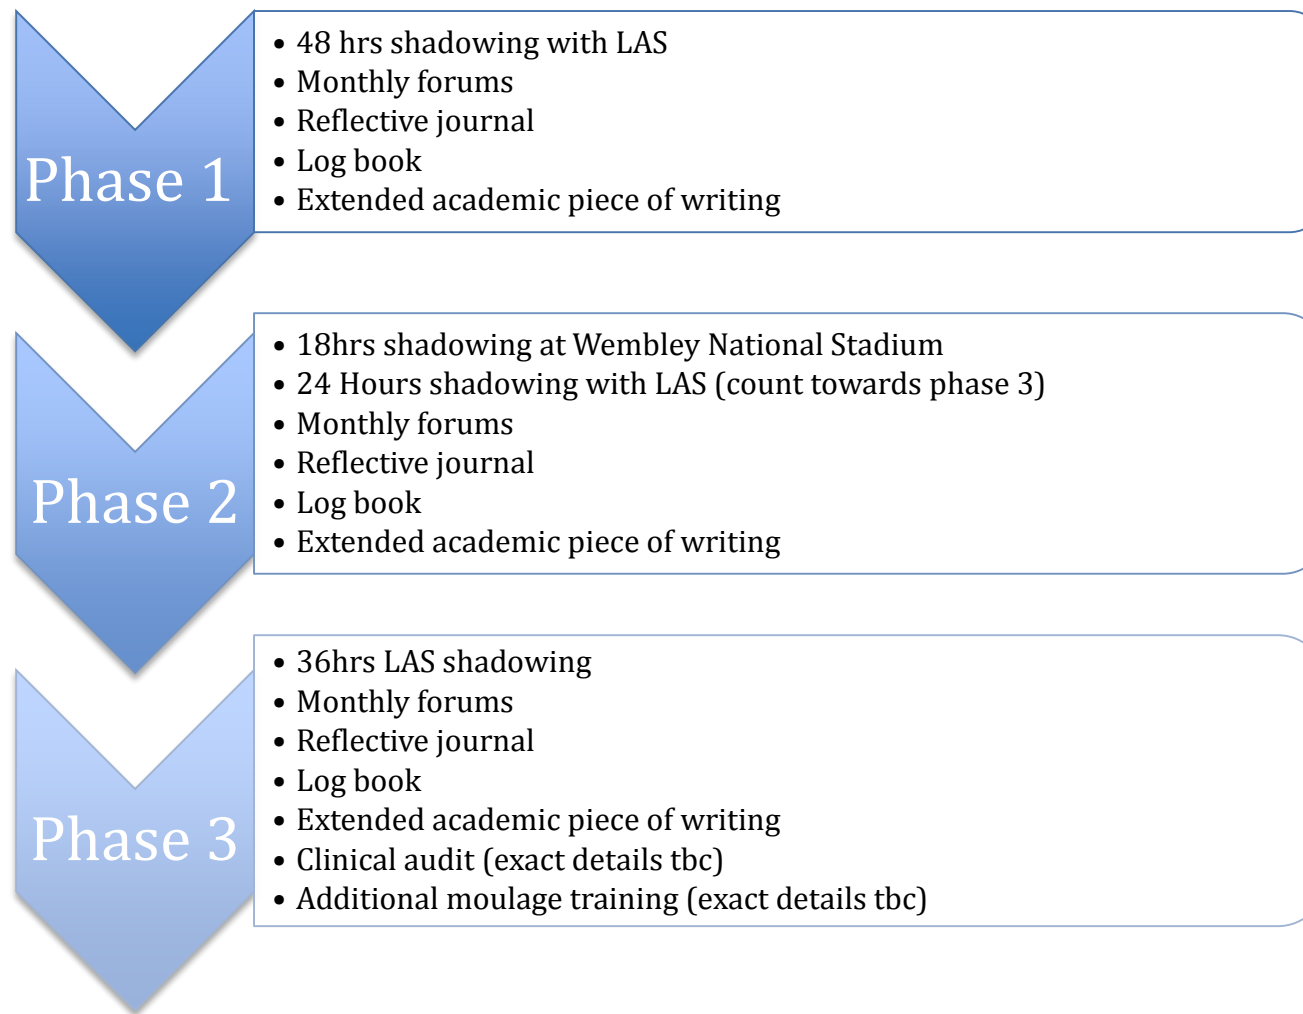 Phase 1
• 48 hrs shadowing with LAS
• Monthly forums
• Reflective journal
• Log book
• Extended academic piece of writing
Phase 2
• 18hrs shadowing at Wembley National Stadium
• 24 Hours shadowing with LAS (count towards phase 3)
• Monthly forums
• Reflective journal
• Log book
• Extended academic piece of writing
Phase 3
• 36hrs LAS shadowing
• Monthly forums
• Reflective journal
• Log book
• Extended academic piece of writing
• Clinical audit (exact details tbc)
• Additional moulage training (exact details tbc)